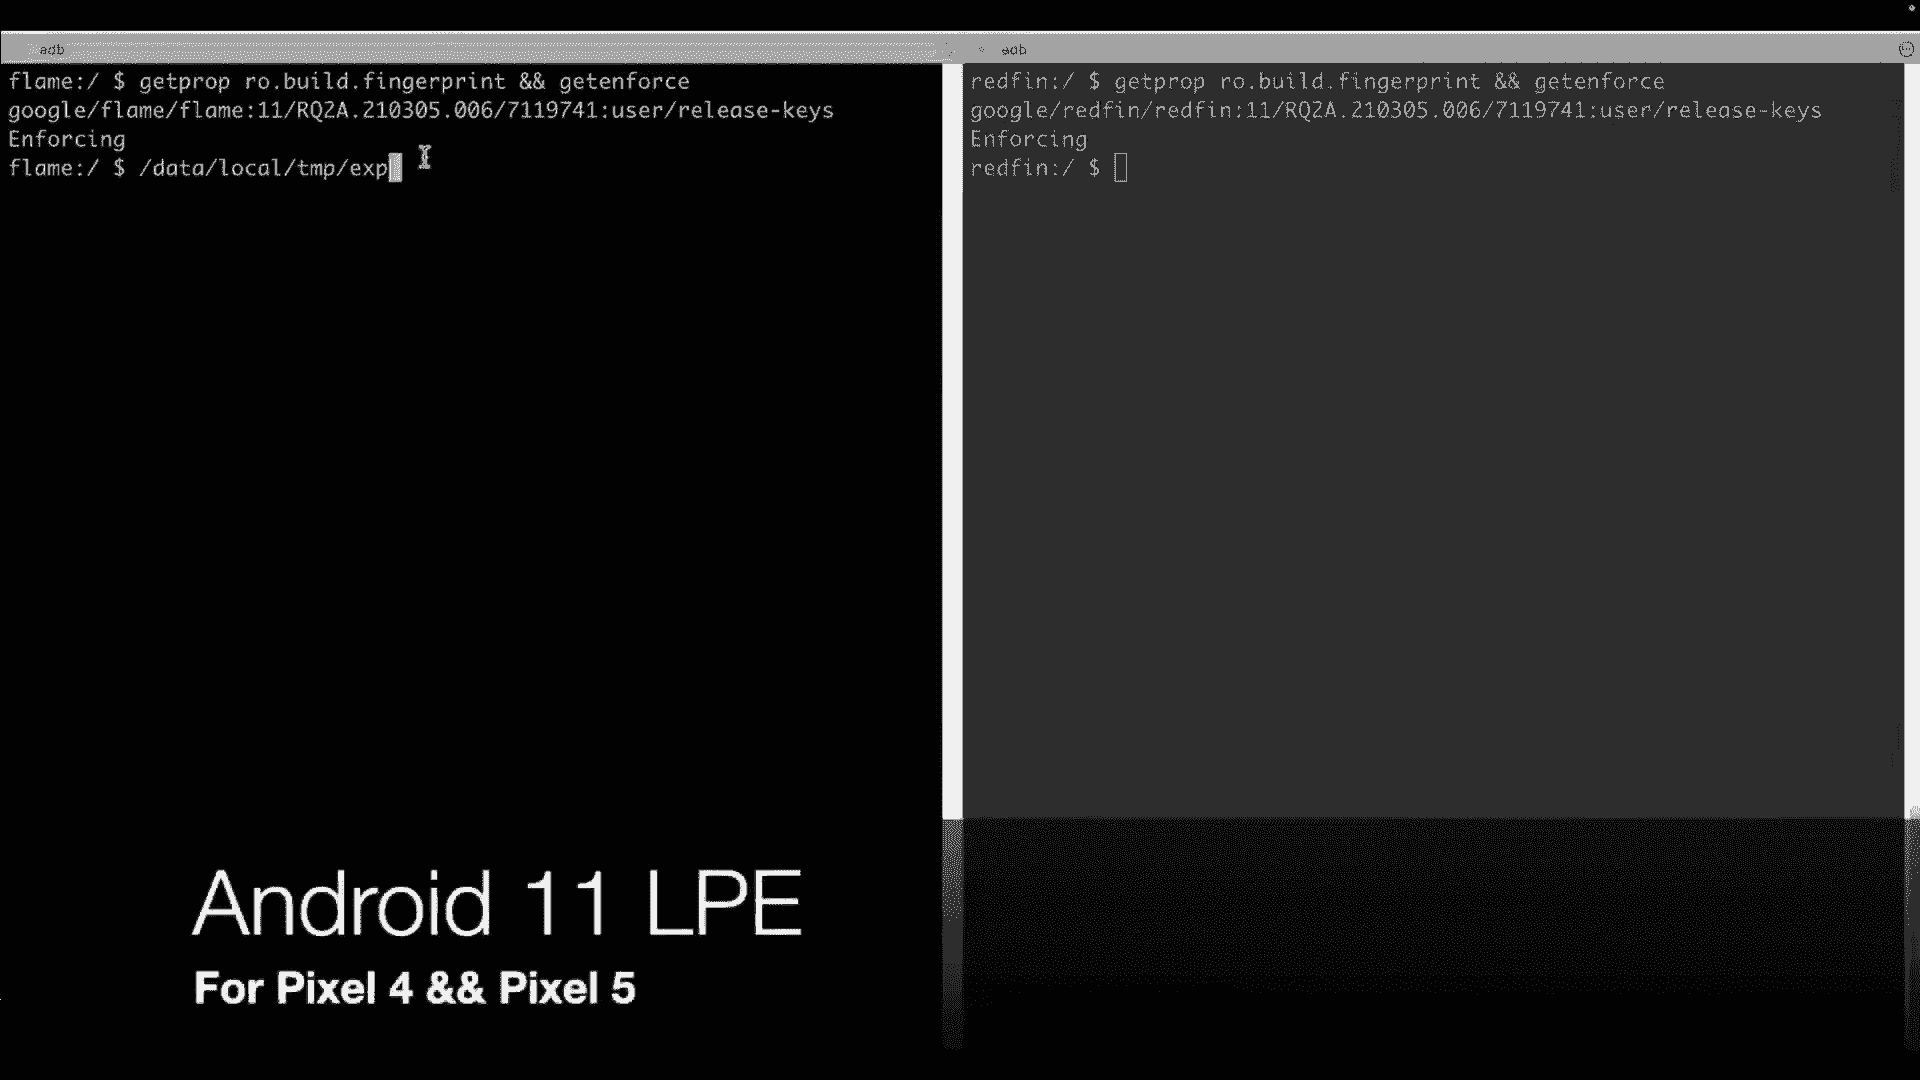 adb
flame:/ $ getprop ro.build.fingerprint && getenforce
google/flame/flame:11/RQ2A.210305.006/7119741:user/release-keys
Enforcing
flame:/ $ /data/local/tmp/exp
adb
redfin:/ $ getprop ro.build.fingerprint && getenforce
google/redfin/redfin:11/RQ2A.210305.006/7119741:user/release-keys
Enforcing
redfin:/ $
Android 11 LPE
For Pixel 4 && Pixel 5